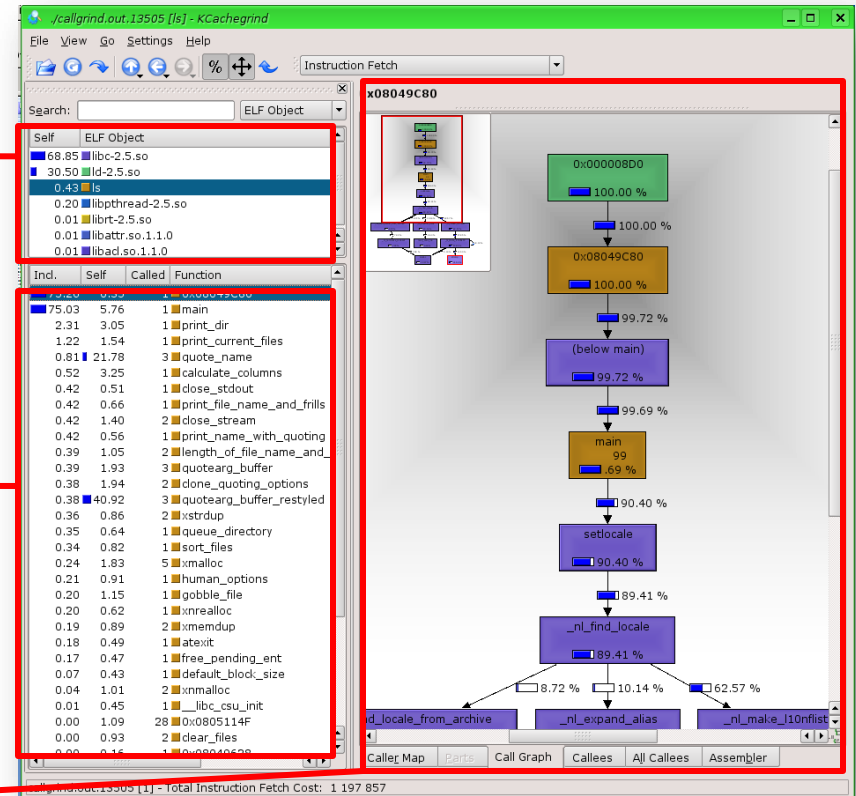 ./callgrind.out.13505 [ls] - KCachegrind
File View Go Settings Help
% Instruction Fetch
Search: ELF Object
Self ELF Object
68.85 libc-2.5.so
30.50 ld-2.5.so
0.43 ls
0.20 libpthread-2.5.so
0.01 librt-2.5.so
0.01 libattr.so.1.1.0
0.01 libacl.so.1.1.0
Incl. Self Called Function
75.03 5.76 1 main
2.31 3.05 1 print_dir
1.22 1.54 1 print_current_files
0.81 21.78 3 quote_name
0.52 3.25 1 calculate_columns
0.42 0.51 1 close_stdout
0.42 0.66 1 print_file_name_and_frills
0.42 1.40 2 close_stream
0.42 0.56 1 print_name_with_quoting
0.39 1.05 2 length_of_file_name_and_
0.39 1.93 3 quotearg_buffer
0.38 1.94 2 clone_quoting_options
0.38 40.92 3 quotearg_buffer_restyled
0.36 0.86 2 xstrdup
0.35 0.64 1 queue_directory
0.34 0.82 1 sort_files
0.24 1.83 5 xmalloc
0.21 0.91 1 human_options
0.20 1.15 1 gobble_file
0.20 0.62 1 xnrealloc
0.19 0.89 2 xmemdup
0.18 0.49 1 atexit
0.17 0.47 1 free_pending_ent
0.17 0.43 1 default_block_size
0.04 1.01 2 xnmalloc
0.01 0.45 1 __libc_csu_init
0.00 1.09 28 0x0805114F
0.00 0.93 2 clear_files
0.00 0.16 1 0x08049628
x08049C80
0x000008D0
100.00 %
100.00 %
0x08049C80
100.00 %
99.72 %
(below main)
99.72 %
99.69 %
main
99
.69 %
90.40 %
setlocale
90.40 %
89.41 %
_nl_find_locale
89.41 %
8.72 % 10.14 % 62.57 %
d_locale_from_archive _nl_expand_alias _nl_make_l10nflist
Caller Map Parts Call Graph Callees All Callees Assembler
callgrind.out.13505 [1] - Total Instruction Fetch Cost: 1 197 857